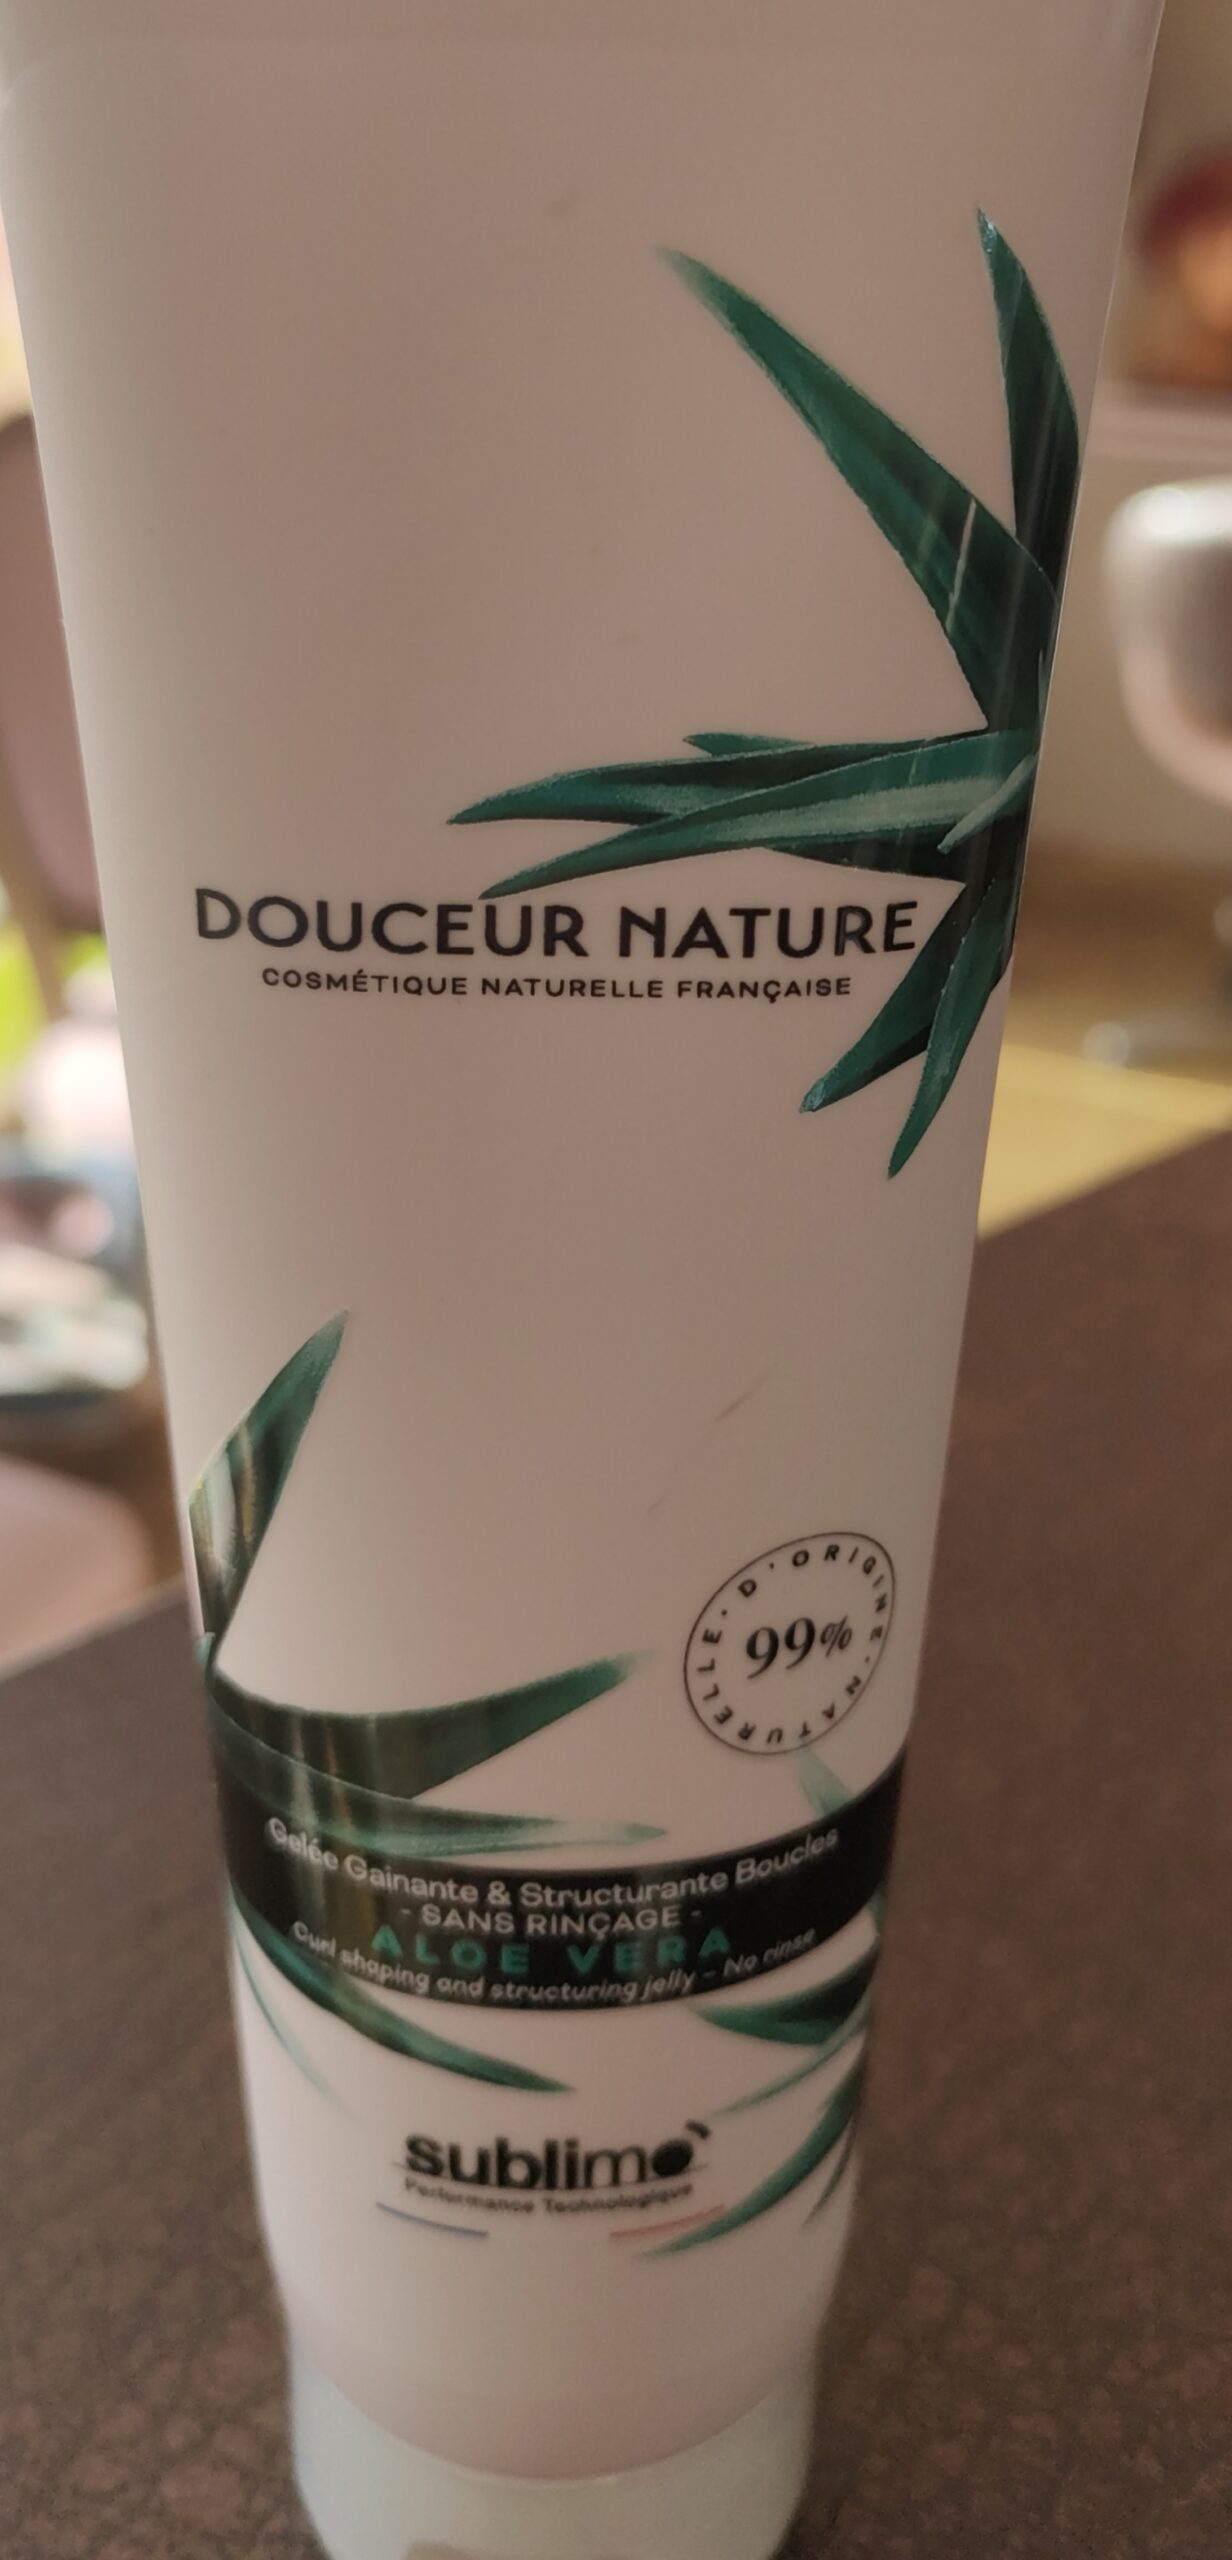 DOUCEUR NATURE
COSMÉTIQUE NATURELLE FRANÇAISE
D'ORIGINE · NATURELLE ·
99%
Gelée Gainante & Structurante Boucles
- SANS RINÇAGE -
ALOE VERA
Curl shaping and structuring jelly - No rinse
sublimo
Performance Technologique